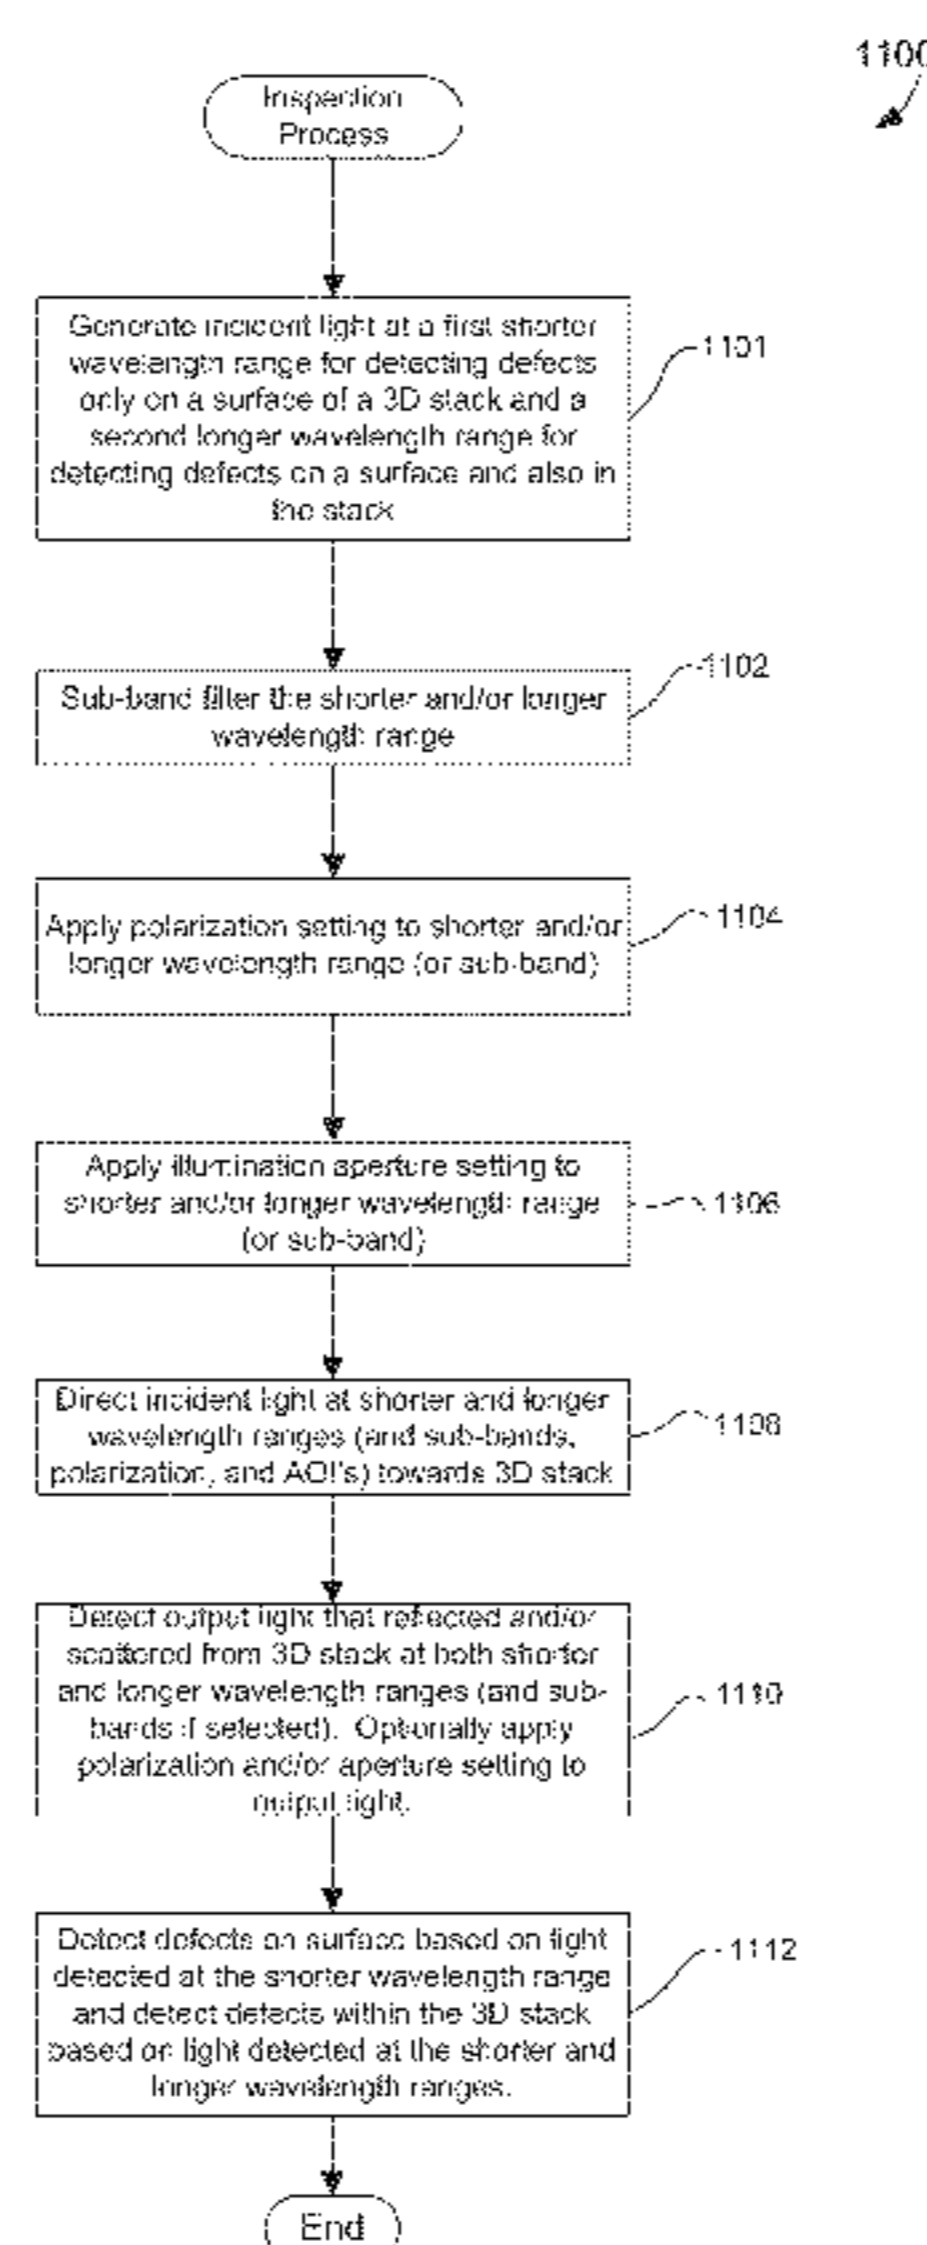 1100
Inspection
Process
Generate incident light at a first shorter
wavelength range for detecting defects
only on a surface of a 3D stack and a
second longer wavelength range for
detecting defects on a surface and also in
the stack
1101
Sub-band filter the shorter and/or longer
wavelength range
1102
Apply polarization setting to shorter and/or
longer wavelength range (or sub-band)
1104
Apply illumination aperture setting to
shorter and/or longer wavelength range
(or sub-band)
1106
Direct incident light at shorter and longer
wavelength ranges (and sub-bands,
polarization, and AOI's) towards 3D stack
1108
Detect output light that reflected and/or
scattered from 3D stack at both shorter
and longer wavelength ranges (and sub-
bands if selected). Optionally apply
polarization and/or aperture setting to
output light.
1110
Detect defects on surface based on light
detected at the shorter wavelength range
and detect defects within the 3D stack
based on light detected at the shorter and
longer wavelength ranges.
1112
End